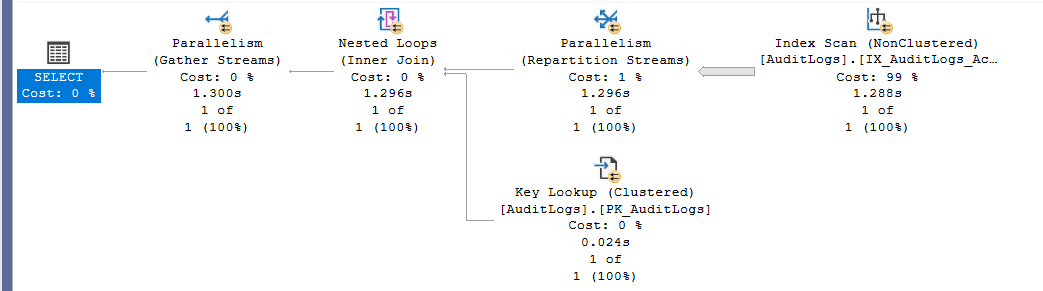 SELECT
Cost: 0 %
Parallelism
(Gather Streams)
Cost: 0 %
1.300s
1 of
1 (100%)
Nested Loops
(Inner Join)
Cost: 0 %
1.296s
1 of
1 (100%)
Parallelism
(Repartition Streams)
Cost: 1 %
1.296s
1 of
1 (100%)
Index Scan (NonClustered)
[AuditLogs].[IX_AuditLogs_Ac…
Cost: 99 %
1.288s
1 of
1 (100%)
Key Lookup (Clustered)
[AuditLogs].[PK_AuditLogs]
Cost: 0 %
0.024s
1 of
1 (100%)